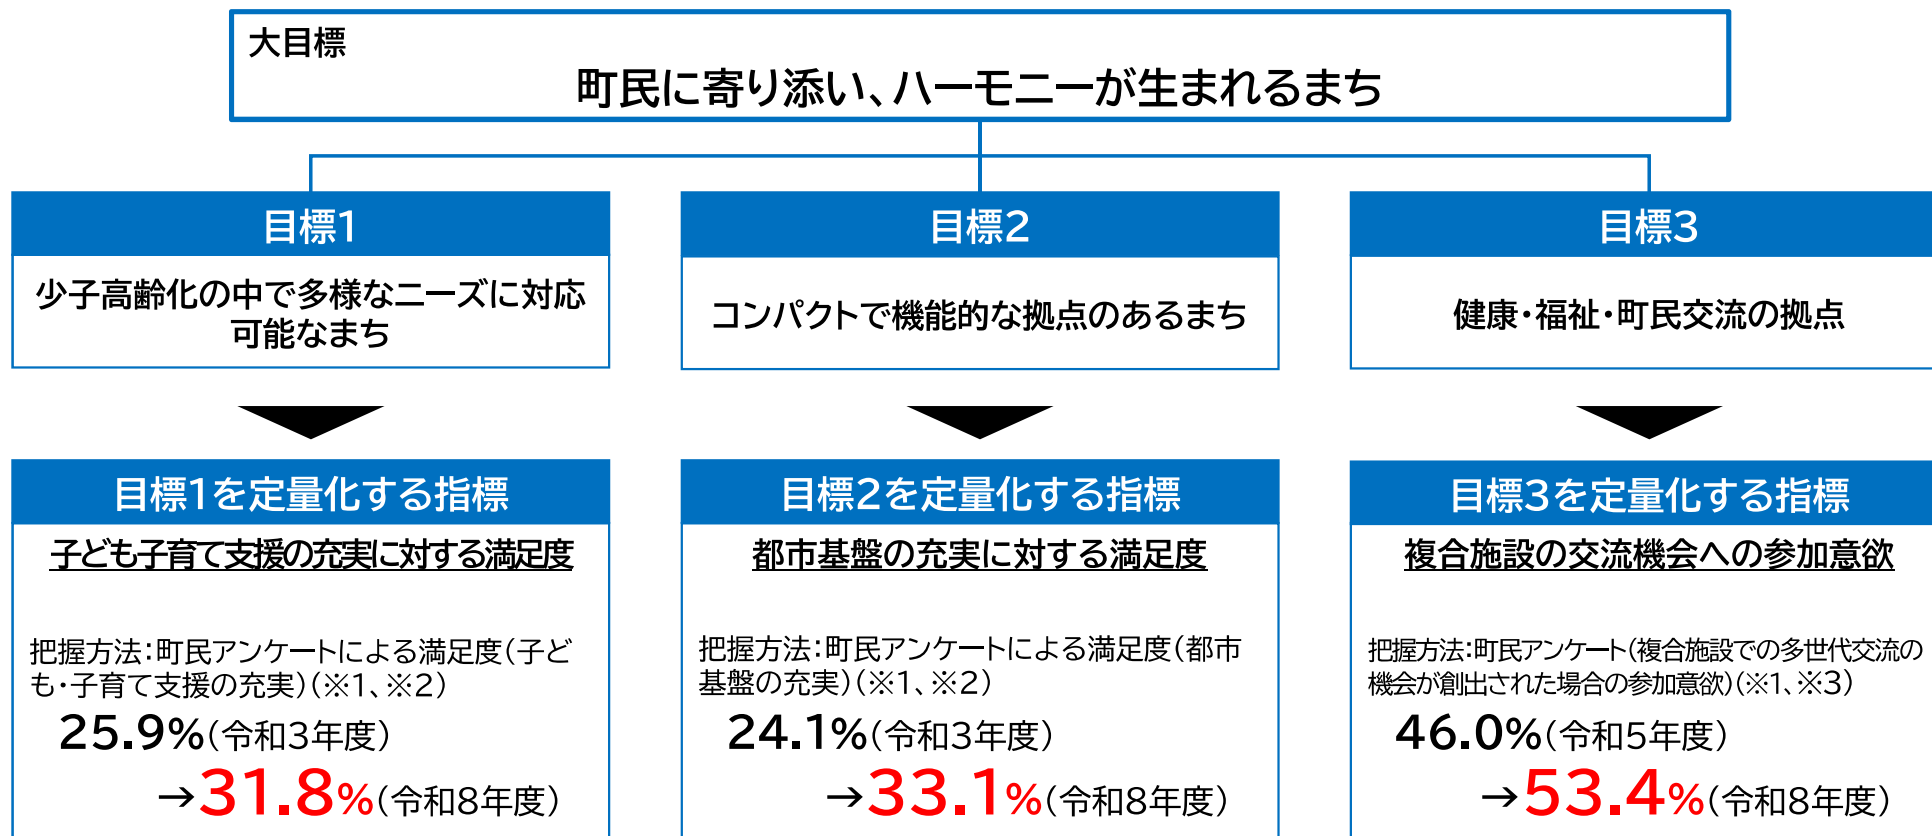 大目標
町民に寄り添い、ハーモニーが生まれるまち
目標1
少子高齢化の中で多様なニーズに対応
可能なまち
目標1を定量化する指標
子ども子育て支援の充実に対する満足度
把握方法：町民アンケートによる満足度（子ど
も・子育て支援の充実）（※1、※2）
25.9%（令和3年度）
→31.8%（令和8年度）
目標2
コンパクトで機能的な拠点のあるまち
目標2を定量化する指標
都市基盤の充実に対する満足度
把握方法：町民アンケートによる満足度（都市
基盤の充実）（※1、※2）
24.1%（令和3年度）
→33.1%（令和8年度）
目標3
健康・福祉・町民交流の拠点
目標3を定量化する指標
複合施設の交流機会への参加意欲
把握方法：町民アンケート（複合施設での多世代交流の
機会が創出された場合の参加意欲）（※1、※3）
46.0%（令和5年度）
→53.4%（令和8年度）